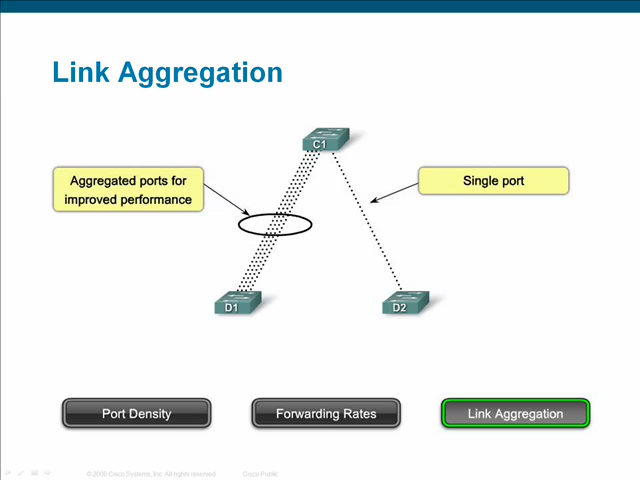 Link Aggregation
C1
Aggregated ports for
improved performance
Single port
D1
D2
Port Density
Forwarding Rates
Link Aggregation
© 2006 Cisco Systems, Inc. All rights reserved.
Cisco Public